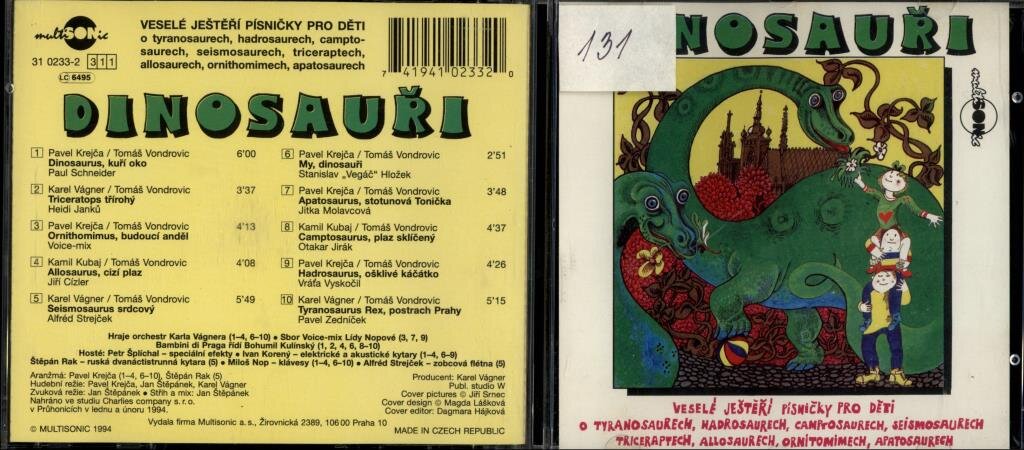 multiSONic
31 0233-2 311
LC 6495
VESELÉ JEŠTĚŘÍ PÍSNIČKY PRO DĚTI
o tyranosaurech, hadrosaurech, campto-
saurech, seismosaurech, triceraptech,
allosaurech, ornithomimech, apatosaurech
7 41941 02332 0
DINOSAUŘI
1 Pavel Krejča / Tomáš Vondrovic 6'00
Dinosaurus, kuří oko
Paul Schneider
2 Karel Vágner / Tomáš Vondrovic 3'37
Triceratops třírohý
Heidi Janků
3 Pavel Krejča / Tomáš Vondrovic 4'13
Ornithomimus, budoucí anděl
Voice-mix
4 Kamil Kubaj / Tomáš Vondrovic 4'08
Allosaurus, cizí plaz
Jiří Cízler
5 Karel Vágner / Tomáš Vondrovic 5'49
Seismosaurus srdcový
Alfréd Strejček
6 Pavel Krejča / Tomáš Vondrovic 2'51
My, dinosauři
Stanislav „Vegáč“ Hložek
7 Pavel Krejča / Tomáš Vondrovic 3'48
Apatosaurus, stotunová Tonička
Jitka Molavcová
8 Kamil Kubaj / Tomáš Vondrovic 4'37
Camptosaurus, plaz sklíčený
Otakar Jirák
9 Pavel Krejča / Tomáš Vondrovic 4'26
Hadrosaurus, ošklivé káčátko
Vráťa Vyskočil
10 Karel Vágner / Tomáš Vondrovic 5'15
Tyranosaurus Rex, postrach Prahy
Pavel Zedníček
Hraje orchestr Karla Vágnera (1–4, 6–10) • Sbor Voice-mix Lídy Nopové (3, 7, 9)
Bambini di Praga řídí Bohumil Kulínský (1, 2, 4, 6, 8–10)
Hosté: Petr Šplíchal – speciální efekty • Ivan Korený – elektrické a akustické kytary (1–4, 6–9)
Štěpán Rak – ruská dvanáctistrunná kytara (5) • Miloš Nop – klávesy (1–4, 6–10) • Alfréd Strejček – zobcová flétna (5)
Aranžmá: Pavel Krejča (1–4, 6–10), Štěpán Rak (5)
Hudební režie: Pavel Krejča, Jan Štěpánek, Karel Vágner
Zvuková režie: Jan Štěpánek • Střih a mix: Jan Štěpánek
Nahráno ve studiu Charlies company s. r. o.
v Průhonicích v lednu a únoru 1994.
Producent: Karel Vágner
Publ. studio W
Cover pictures © Jiří Srnec
Cover design © Magda Lášková
Cover editor: Dagmara Hájková
Vydala firma Multisonic a. s., Žirovnická 2389, 106 00 Praha 10
© MULTISONIC 1994
MADE IN CZECH REPUBLIC
131
NOSAUŘI
multiSONic
VESELÉ JEŠTĚŘÍ PÍSNIČKY PRO DĚTI
O TYRANOSAURECH, HADROSAURECH, CAMPTOSAURECH, SEISMOSAURECH
TRICERAPTECH, ALLOSAURECH, ORNITOMIMECH, APATOSAURECH